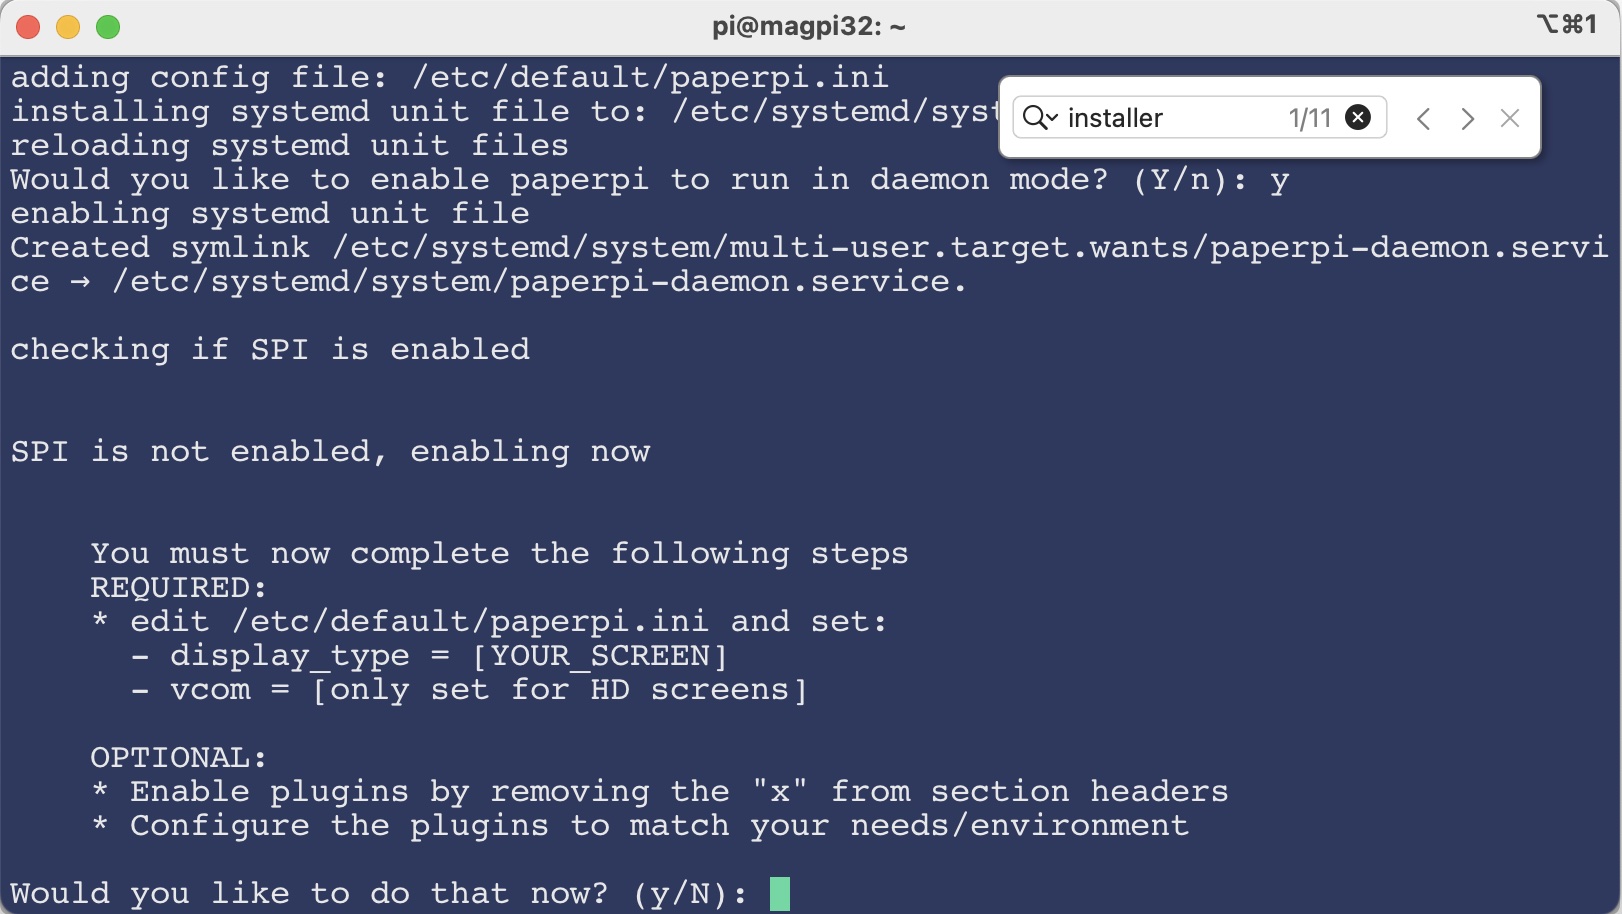 pi@magpi32: ~
⌥⌘1
adding config file: /etc/default/paperpi.ini
installing systemd unit file to: /etc/systemd/syst
installer 1/11
reloading systemd unit files
Would you like to enable paperpi to run in daemon mode? (Y/n): y
enabling systemd unit file
Created symlink /etc/systemd/system/multi-user.target.wants/paperpi-daemon.servi
ce → /etc/systemd/system/paperpi-daemon.service.
checking if SPI is enabled
SPI is not enabled, enabling now
You must now complete the following steps
REQUIRED:
* edit /etc/default/paperpi.ini and set:
- display_type = [YOUR_SCREEN]
- vcom = [only set for HD screens]
OPTIONAL:
* Enable plugins by removing the "x" from section headers
* Configure the plugins to match your needs/environment
Would you like to do that now? (y/N):